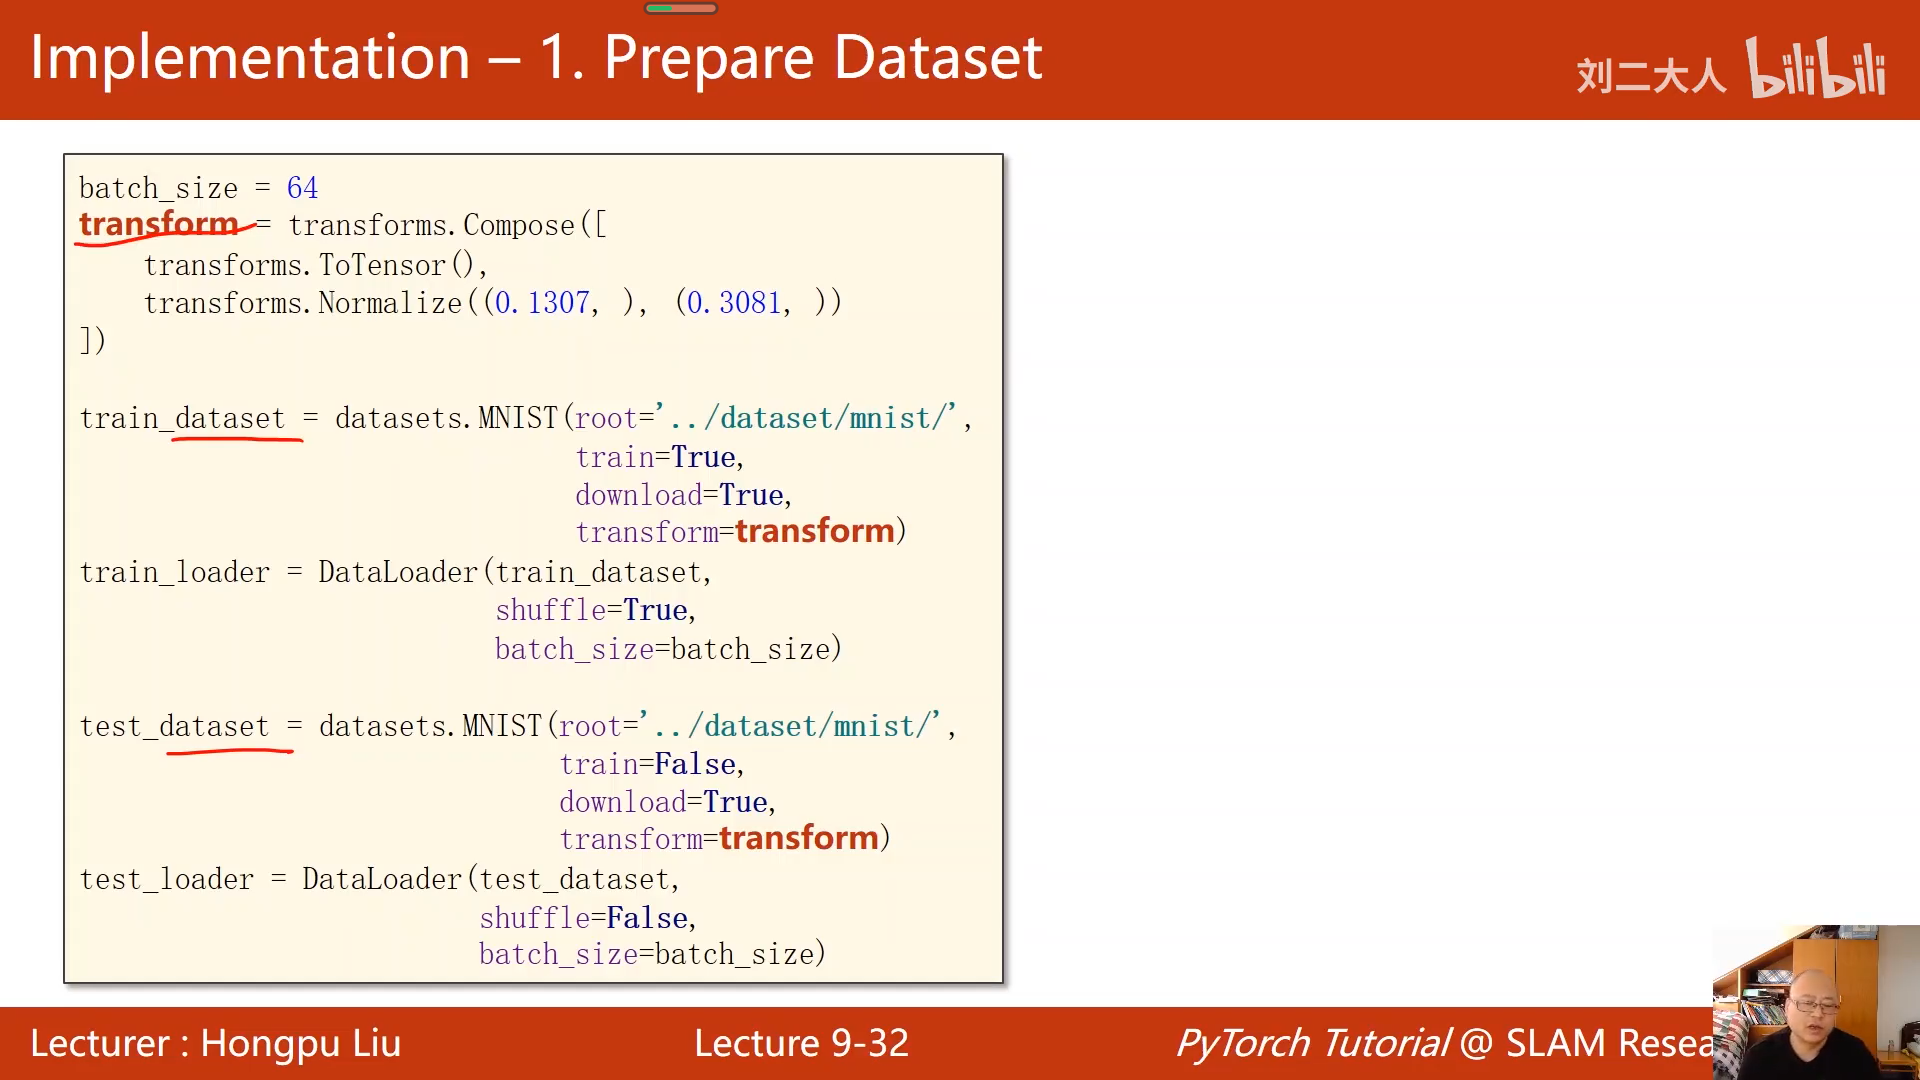 Implementation – 1. Prepare Dataset
刘二大人 bilibili
batch_size = 64
transform = transforms.Compose([
    transforms.ToTensor(),
    transforms.Normalize((0.1307, ), (0.3081, ))
])
train_dataset = datasets.MNIST(root='../dataset/mnist/',
                               train=True,
                               download=True,
                               transform=transform)
train_loader = DataLoader(train_dataset,
                          shuffle=True,
                          batch_size=batch_size)
test_dataset = datasets.MNIST(root='../dataset/mnist/',
                              train=False,
                              download=True,
                              transform=transform)
test_loader = DataLoader(test_dataset,
                         shuffle=False,
                         batch_size=batch_size)
Lecturer : Hongpu Liu
Lecture 9-32
PyTorch Tutorial @ SLAM Resea